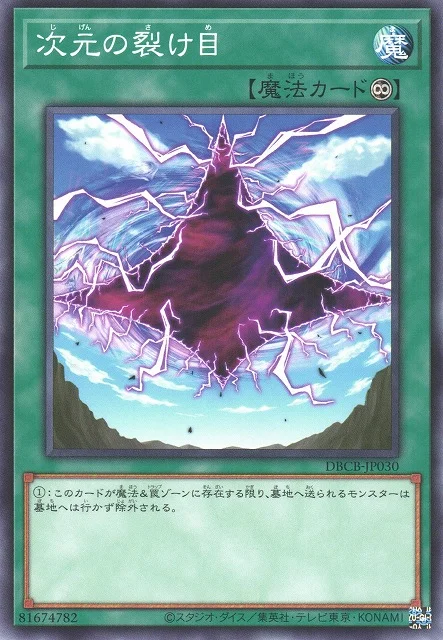 次元の裂け目
魔
【魔法カード】
DBCB-JP030
①：このカードが魔法&罠ゾーンに存在する限り、墓地へ送られるモンスターは
墓地へは行かず除外される。
81674782
©スタジオ・ダイス/集英社・テレビ東京・KONAMI